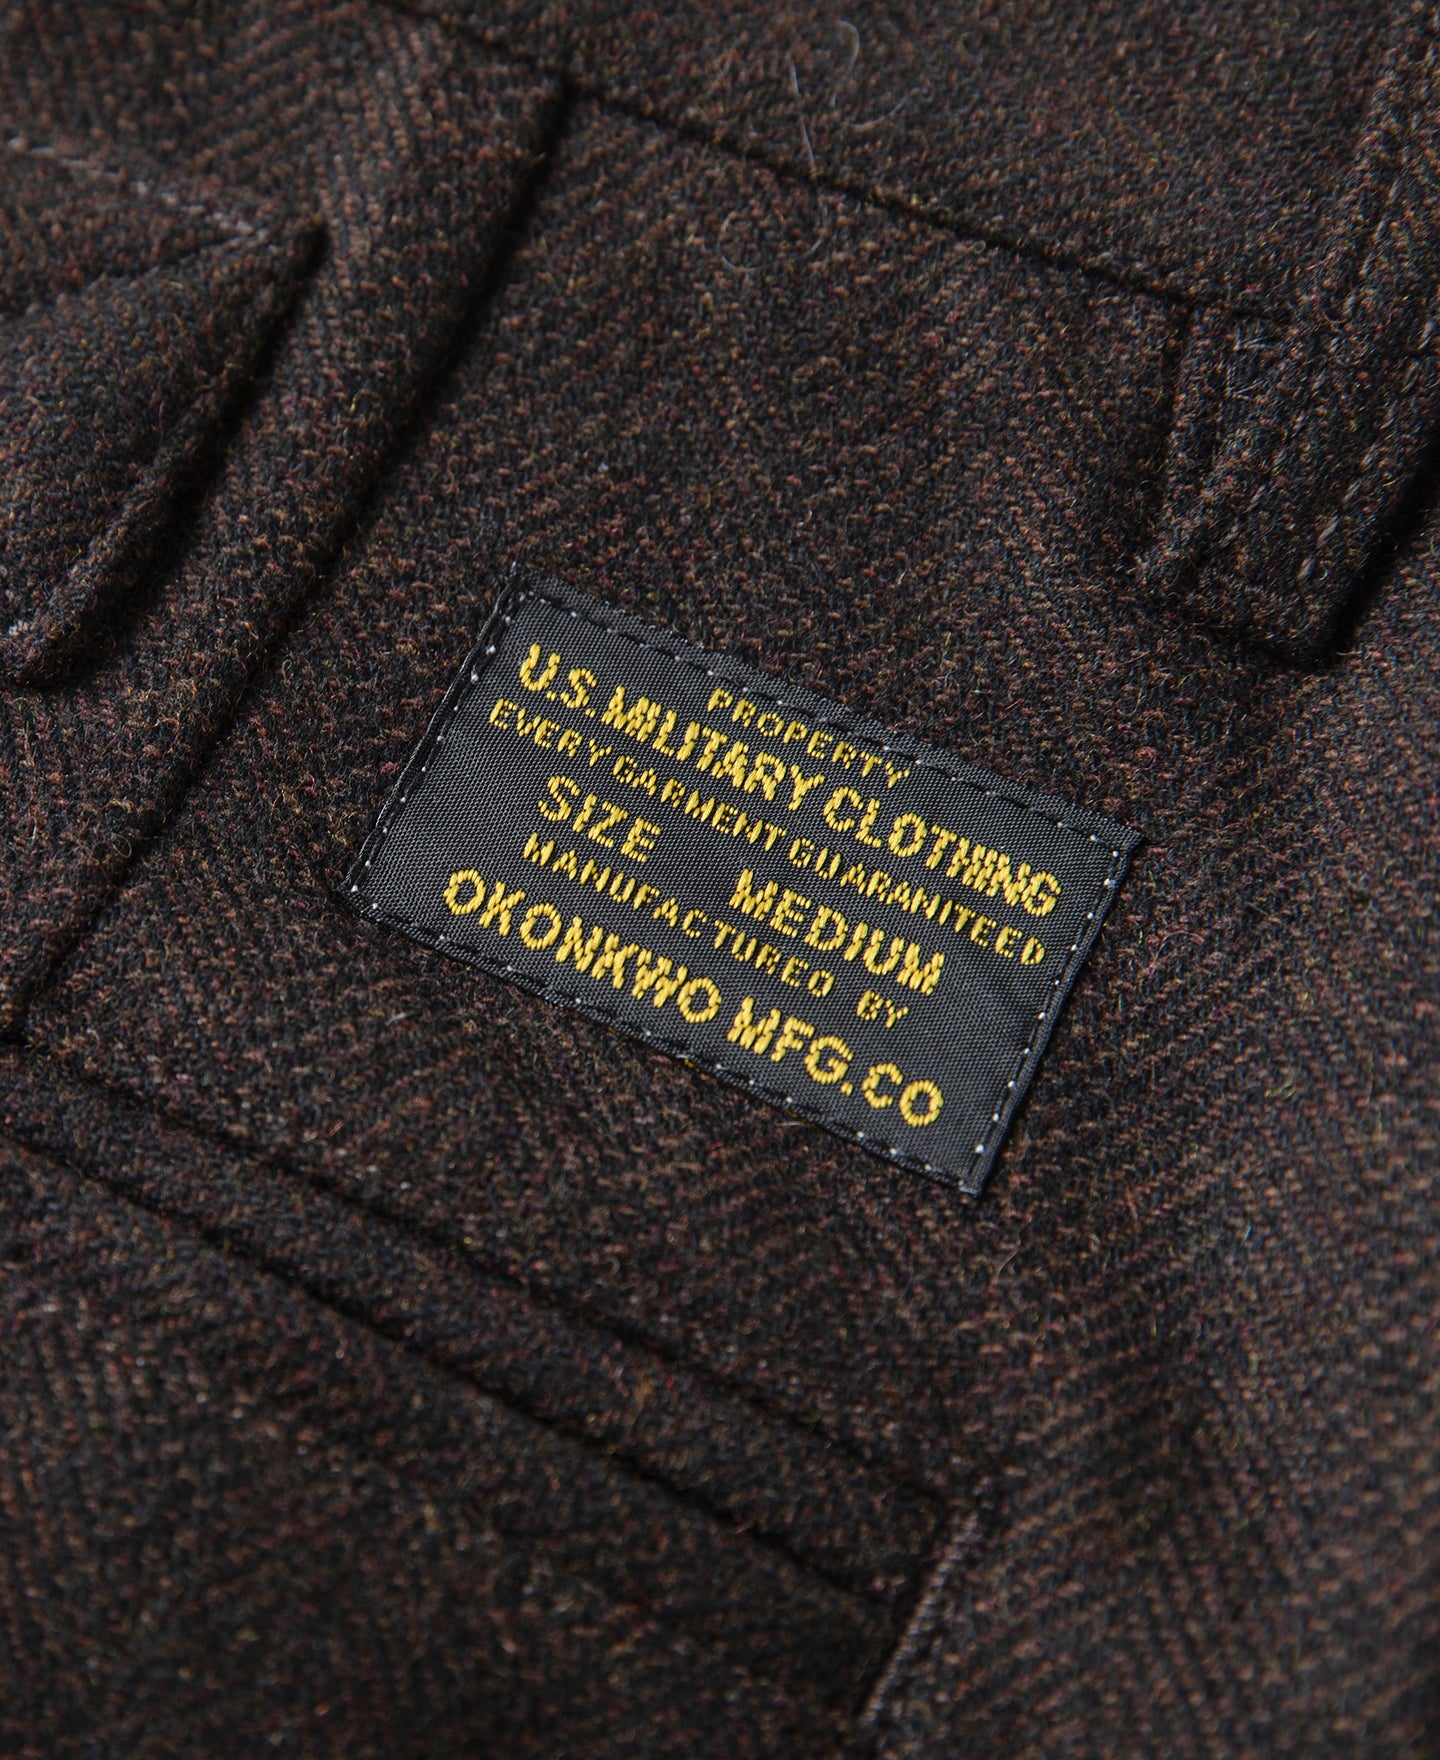 PROPERTY
U.S.MILITARY CLOTHING
EVERY GARMENT GUARANTEED
SIZE MEDIUM
MANUFACTURED BY
OKONKWO MFG.CO